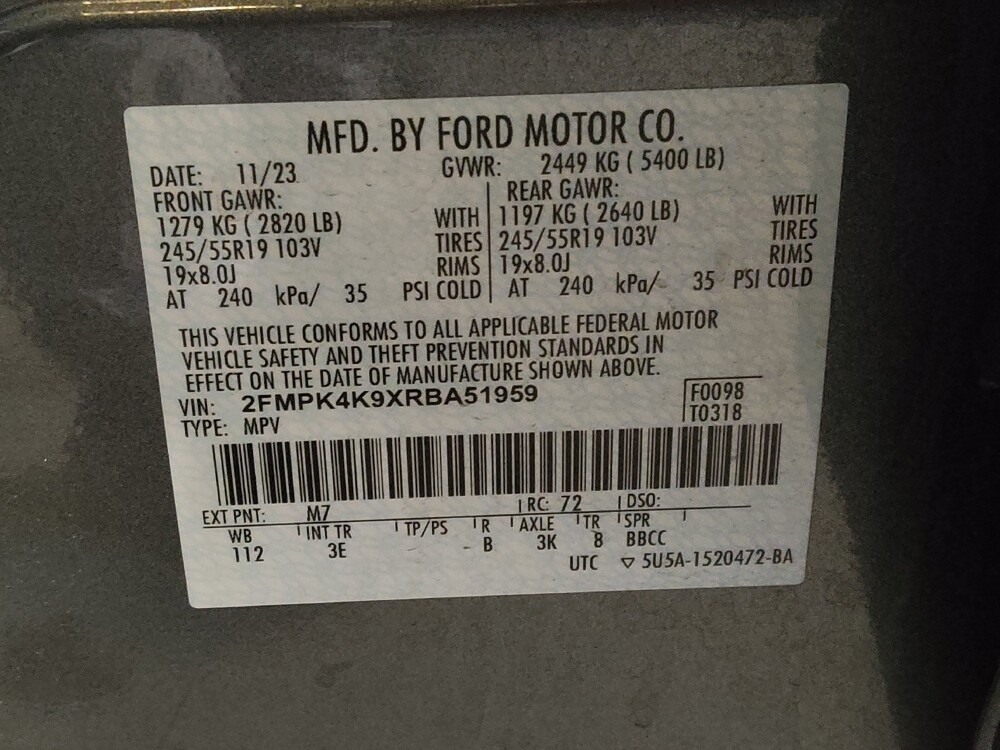 MFD. BY FORD MOTOR CO.
DATE: 11/23 GVWR: 2449 KG ( 5400 LB)
FRONT GAWR: REAR GAWR:
1279 KG ( 2820 LB) WITH 1197 KG ( 2640 LB) WITH
245/55R19 103V TIRES 245/55R19 103V TIRES
19x8.0J RIMS 19x8.0J RIMS
AT 240 kPa/ 35 PSI COLD AT 240 kPa/ 35 PSI COLD
THIS VEHICLE CONFORMS TO ALL APPLICABLE FEDERAL MOTOR
VEHICLE SAFETY AND THEFT PREVENTION STANDARDS IN
EFFECT ON THE DATE OF MANUFACTURE SHOWN ABOVE.
VIN: 2FMPK4K9XRBA51959 F0098
TYPE: MPV T0318
EXT PNT: M7 RC: 72 DSO:
WB INT TR TP/PS R AXLE TR SPR
112 3E B 3K 8 BBCC
UTC ▽ 5U5A-1520472-BA